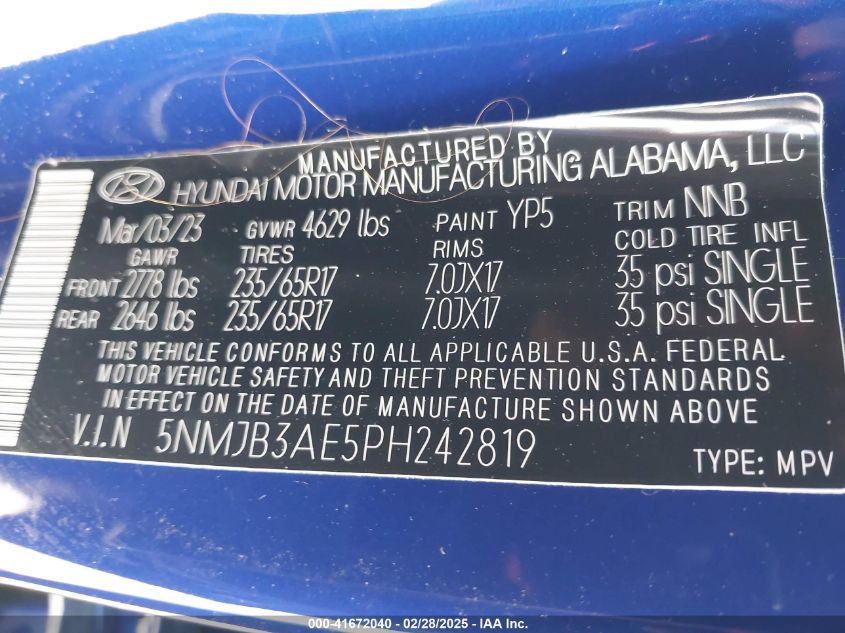 MANUFACTURED BY
HYUNDAI MOTOR MANUFACTURING ALABAMA, LLC
Mar/03/23 GVWR 4629 lbs PAINT YP5 TRIM NNB
GAWR TIRES RIMS COLD TIRE INFL
FRONT 2778 lbs 235/65R17 7.0JX17 35 psi SINGLE
REAR 2646 lbs 235/65R17 7.0JX17 35 psi SINGLE
THIS VEHICLE CONFORMS TO ALL APPLICABLE U.S.A. FEDERAL
MOTOR VEHICLE SAFETY AND THEFT PREVENTION STANDARDS
IN EFFECT ON THE DATE OF MANUFACTURE SHOWN ABOVE.
V.I.N 5NMJB3AE5PH242819
TYPE: MPV
000-41672040 - 02/28/2025 - IAA Inc.